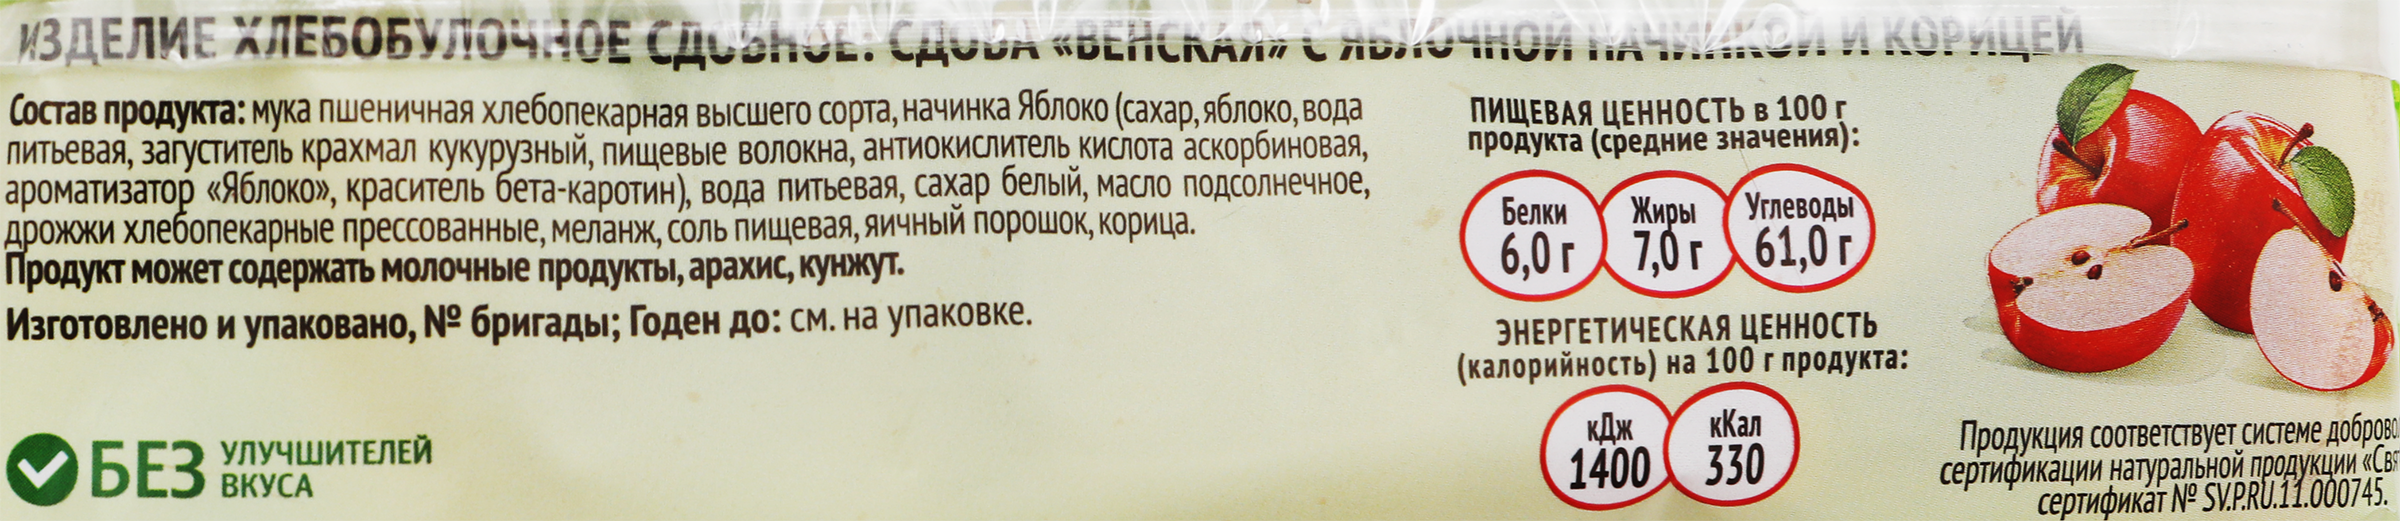 ИЗДЕЛИЕ ХЛЕБОБУЛОЧНОЕ СДОБНОЕ: СДОБА «ВЕНСКАЯ» С ЯБЛОЧНОЙ НАЧИНКОЙ И КОРИЦЕЙ
Состав продукта: мука пшеничная хлебопекарная высшего сорта, начинка Яблоко (сахар, яблоко, вода
питьевая, загуститель крахмал кукурузный, пищевые волокна, антиокислитель кислота аскорбиновая,
ароматизатор «Яблоко», краситель бета-каротин), вода питьевая, сахар белый, масло подсолнечное,
дрожжи хлебопекарные прессованные, меланж, соль пищевая, яичный порошок, корица.
Продукт может содержать молочные продукты, арахис, кунжут.
Изготовлено и упаковано, № бригады; Годен до: см. на упаковке.
БЕЗ УЛУЧШИТЕЛЕЙ
ВКУСА
ПИЩЕВАЯ ЦЕННОСТЬ в 100 г
продукта (средние значения):
Белки Жиры Углеводы
6,0 г 7,0 г 61,0 г
ЭНЕРГЕТИЧЕСКАЯ ЦЕННОСТЬ
(калорийность) на 100 г продукта:
кДж кКал
1400 330
Продукция соответствует системе доброво
сертификации натуральной продукции «Свя
сертификат № SV.P.RU.11.000745.